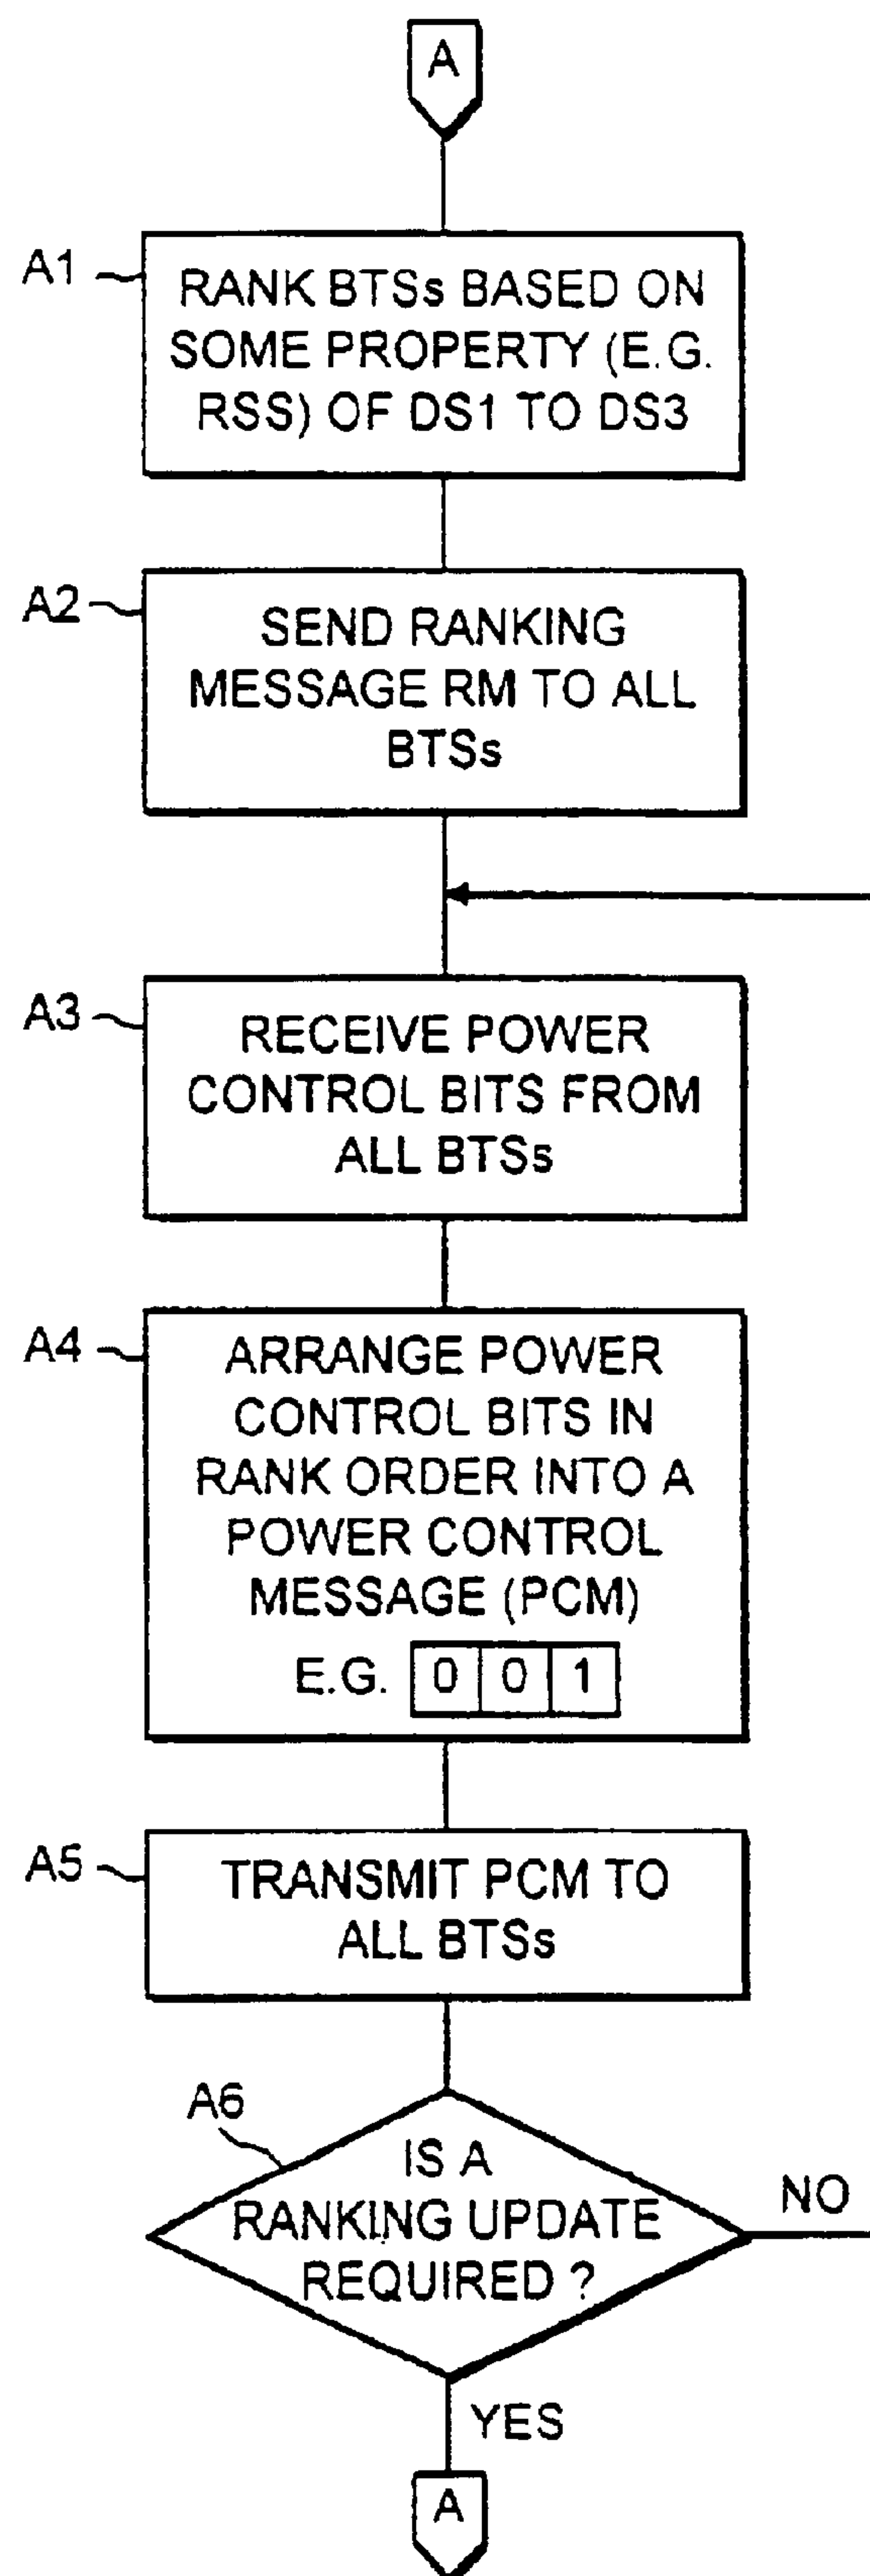 A
A1
RANK BTSs BASED ON
SOME PROPERTY (E.G.
RSS) OF DS1 TO DS3
A2
SEND RANKING
MESSAGE RM TO ALL
BTSs
A3
RECEIVE POWER
CONTROL BITS FROM
ALL BTSs
A4
ARRANGE POWER
CONTROL BITS IN
RANK ORDER INTO A
POWER CONTROL
MESSAGE (PCM)
E.G. 0 0 1
A5
TRANSMIT PCM TO
ALL BTSs
A6
IS A
RANKING UPDATE
REQUIRED ?
NO
YES
A